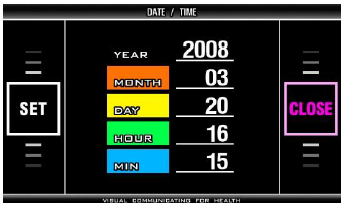 DATE / TIME
YEAR 2008
MONTH 03
DAY 20
HOUR 16
MIN 15
SET
CLOSE
VISUAL COMMUNICATING FOR HEALTH